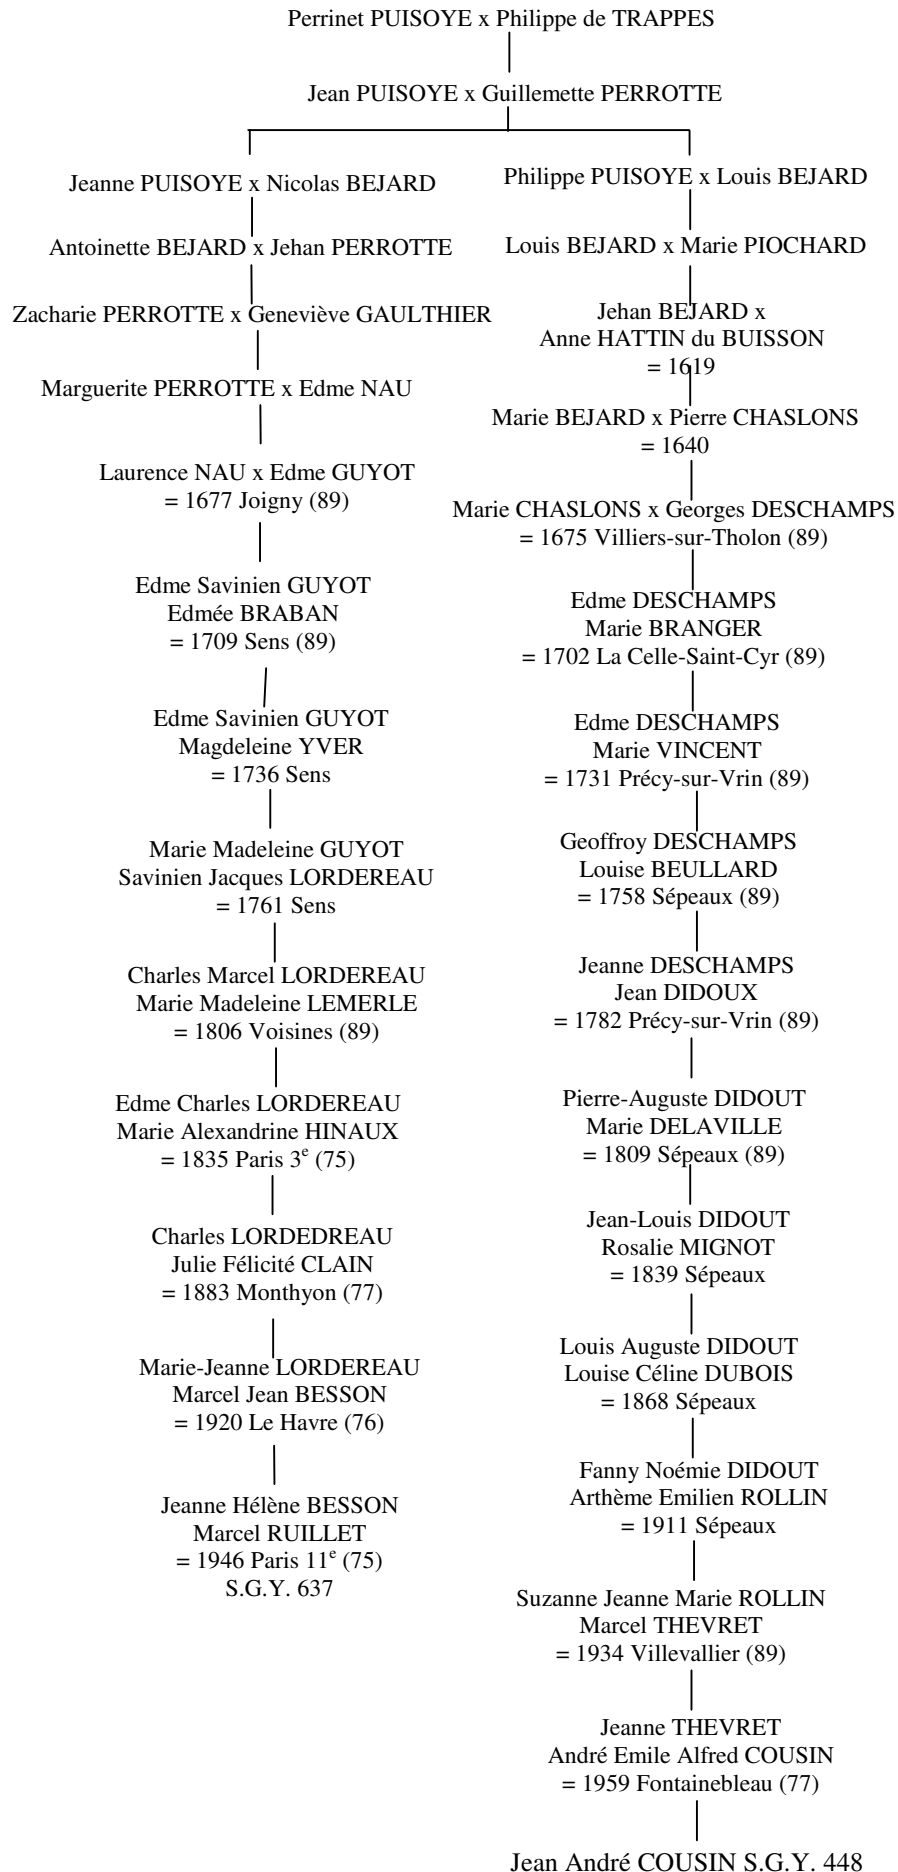 Perrinet PUISOYE x Philippe de TRAPPES
Jean PUISOYE x Guillemette PERROTTE
Jeanne PUISOYE x Nicolas BEJARD
Antoinette BEJARD x Jehan PERROTTE
Zacharie PERROTTE x Geneviève GAULTHIER
Marguerite PERROTTE x Edme NAU
Laurence NAU x Edme GUYOT
= 1677 Joigny (89)
Edme Savinien GUYOT
Edmée BRABAN
= 1709 Sens (89)
Edme Savinien GUYOT
Magdeleine YVER
= 1736 Sens
Marie Madeleine GUYOT
Savinien Jacques LORDEREAU
= 1761 Sens
Charles Marcel LORDEREAU
Marie Madeleine LEMERLE
= 1806 Voisines (89)
Edme Charles LORDEREAU
Marie Alexandrine HINAUX
= 1835 Paris 3e (75)
Charles LORDEDREAU
Julie Félicité CLAIN
= 1883 Monthyon (77)
Marie-Jeanne LORDEREAU
Marcel Jean BESSON
= 1920 Le Havre (76)
Jeanne Hélène BESSON
Marcel RUILLET
= 1946 Paris 11e (75)
S.G.Y. 637
Philippe PUISOYE x Louis BEJARD
Louis BEJARD x Marie PIOCHARD
Jehan BEJARD x
Anne HATTIN du BUISSON
= 1619
Marie BEJARD x Pierre CHASLONS
= 1640
Marie CHASLONS x Georges DESCHAMPS
= 1675 Villiers-sur-Tholon (89)
Edme DESCHAMPS
Marie BRANGER
= 1702 La Celle-Saint-Cyr (89)
Edme DESCHAMPS
Marie VINCENT
= 1731 Précy-sur-Vrin (89)
Geoffroy DESCHAMPS
Louise BEULLARD
= 1758 Sépeaux (89)
Jeanne DESCHAMPS
Jean DIDOUX
= 1782 Précy-sur-Vrin (89)
Pierre-Auguste DIDOUT
Marie DELAVILLE
= 1809 Sépeaux (89)
Jean-Louis DIDOUT
Rosalie MIGNOT
= 1839 Sépeaux
Louis Auguste DIDOUT
Louise Céline DUBOIS
= 1868 Sépeaux
Fanny Noémie DIDOUT
Arthème Emilien ROLLIN
= 1911 Sépeaux
Suzanne Jeanne Marie ROLLIN
Marcel THEVRET
= 1934 Villevallier (89)
Jeanne THEVRET
André Emile Alfred COUSIN
= 1959 Fontainebleau (77)
Jean André COUSIN S.G.Y. 448